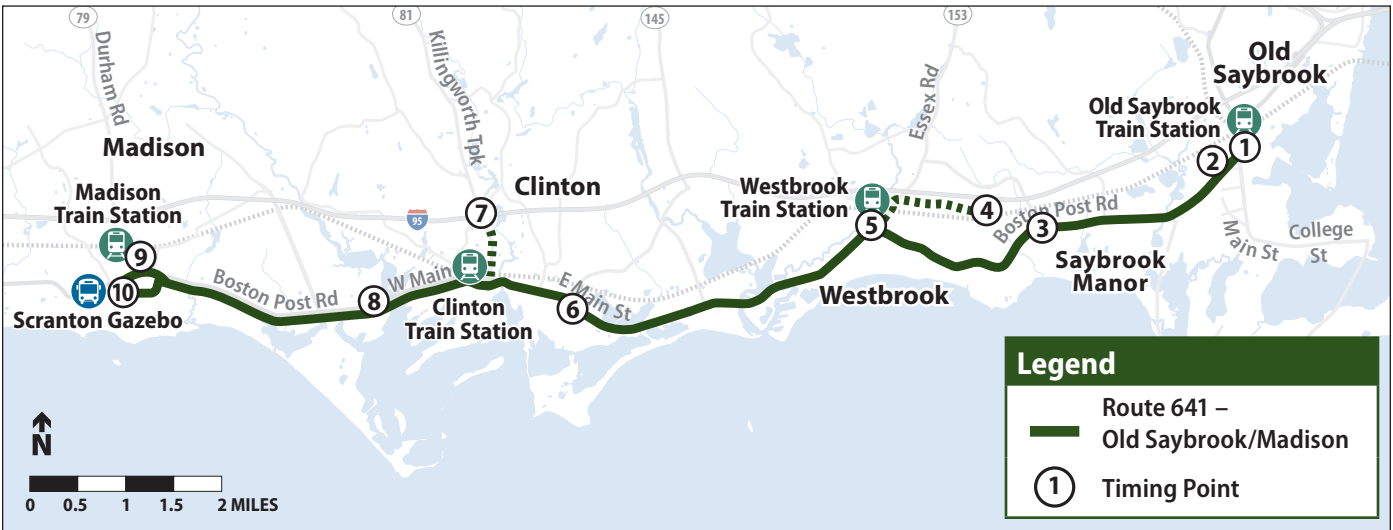 79
81
145
153
Durham Rd
Killingworth Tpk
Essex Rd
Old
Saybrook
Old Saybrook
Train Station
1
2
Madison
Madison
Train Station
Clinton
7
95
Westbrook
Train Station
4
5
Boston Post Rd
3
Main St
College
St
Saybrook
Manor
9
10
Scranton Gazebo
Boston Post Rd
8
W Main
Clinton
Train Station
E Main St
6
Westbrook
N
0 0.5 1 1.5 2 MILES
Legend
Route 641 –
Old Saybrook/Madison
1 Timing Point